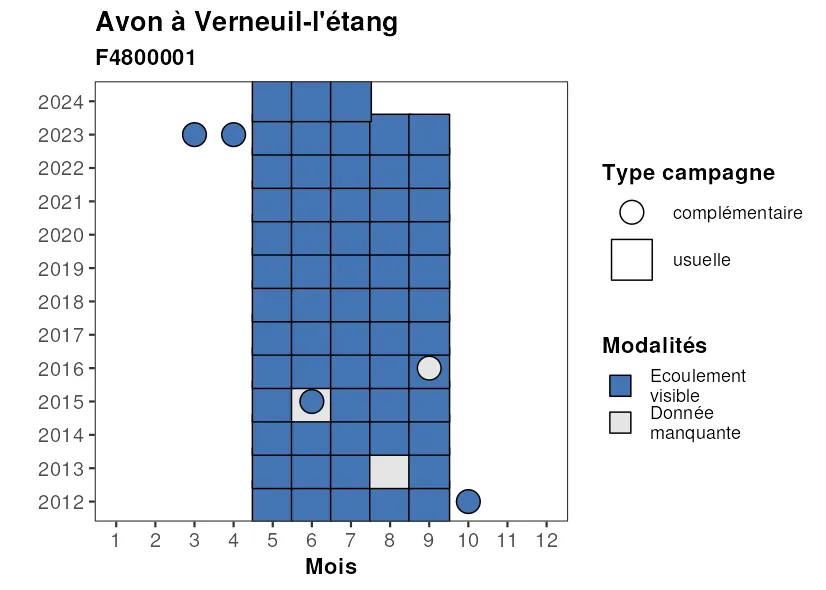 Avon à Verneuil-l'étang
F4800001
2024
2023
2022
2021
2020
2019
2018
2017
2016
2015
2014
2013
2012
1 2 3 4 5 6 7 8 9 10 11 12
Mois
Type campagne
complémentaire
usuelle
Modalités
Ecoulement
visible
Donnée
manquante